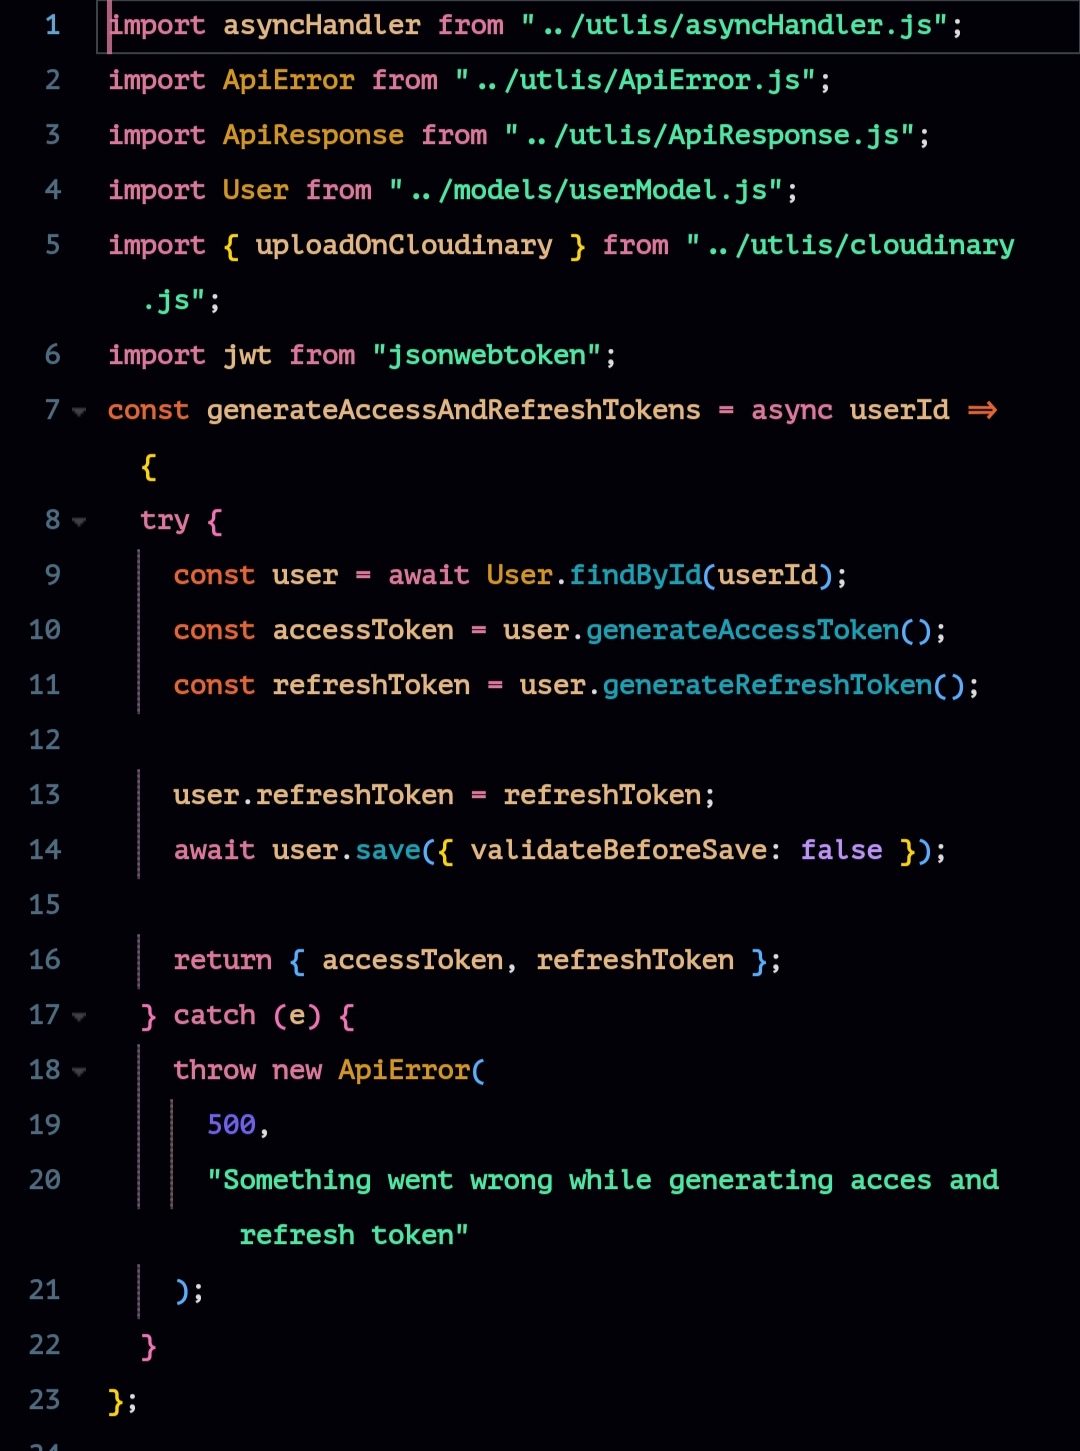 1 import asyncHandler from "../utlis/asyncHandler.js";
2 import ApiError from "../utlis/ApiError.js";
3 import ApiResponse from "../utlis/ApiResponse.js";
4 import User from "../models/userModel.js";
5 import { uploadOnCloudinary } from "../utlis/cloudinary
.js";
6 import jwt from "jsonwebtoken";
7 const generateAccessAndRefreshTokens = async userId =>
{
8 try {
9 const user = await User.findById(userId);
10 const accessToken = user.generateAccessToken();
11 const refreshToken = user.generateRefreshToken();
12
13 user.refreshToken = refreshToken;
14 await user.save({ validateBeforeSave: false });
15
16 return { accessToken, refreshToken };
17 } catch (e) {
18 throw new ApiError(
19 500,
20 "Something went wrong while generating acces and
refresh token"
21 );
22 }
23 };